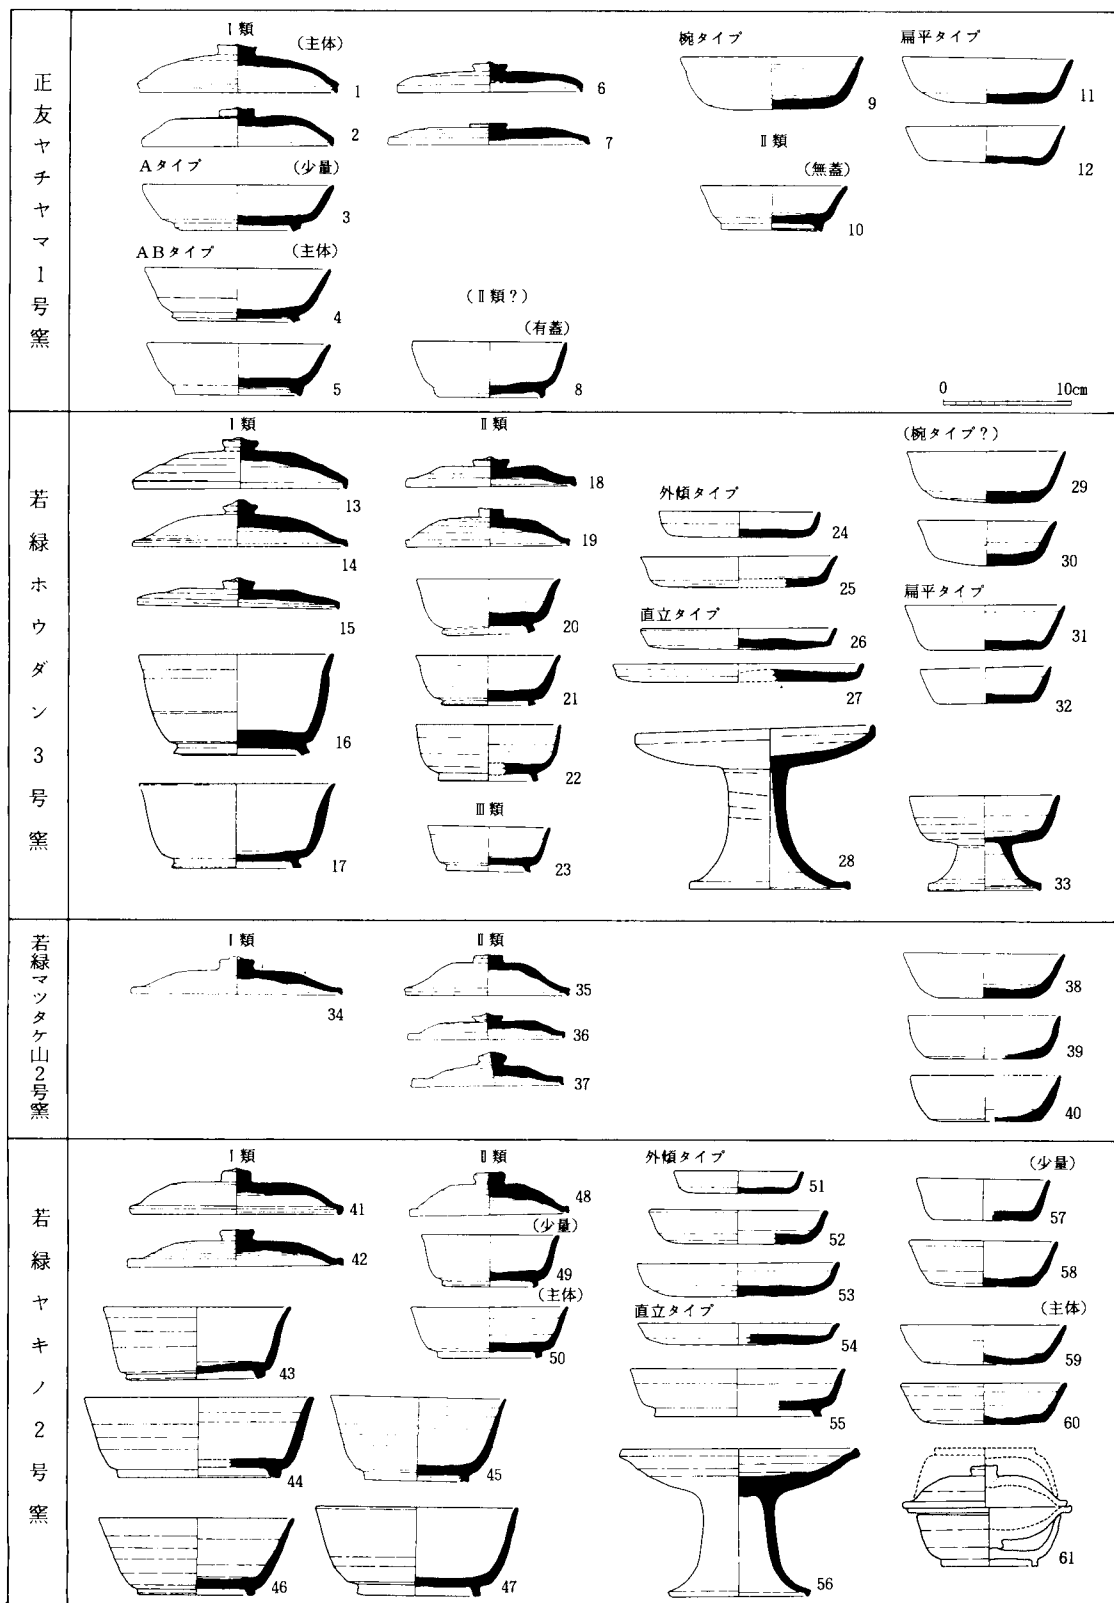 正友ヤチヤマ1号窯
Ⅰ類
(主体)
1
2
Aタイプ (少量)
3
ABタイプ (主体)
4
5
6
7
(Ⅱ類?)
(有蓋)
8
椀タイプ
9
Ⅱ類
(無蓋)
10
扁平タイプ
11
12
0 10cm
若緑ホウダン3号窯
Ⅰ類
13
14
15
16
17
Ⅱ類
18
19
20
21
22
Ⅲ類
23
外傾タイプ
24
25
直立タイプ
26
27
28
(椀タイプ?)
29
30
扁平タイプ
31
32
33
若緑マツタケ山2号窯
Ⅰ類
34
Ⅱ類
35
36
37
38
39
40
若緑ヤキノ2号窯
Ⅰ類
41
42
43
44
45
46
47
Ⅱ類
48
(少量)
49
(主体)
50
外傾タイプ
51
52
53
直立タイプ
54
55
56
(少量)
57
58
(主体)
59
60
61